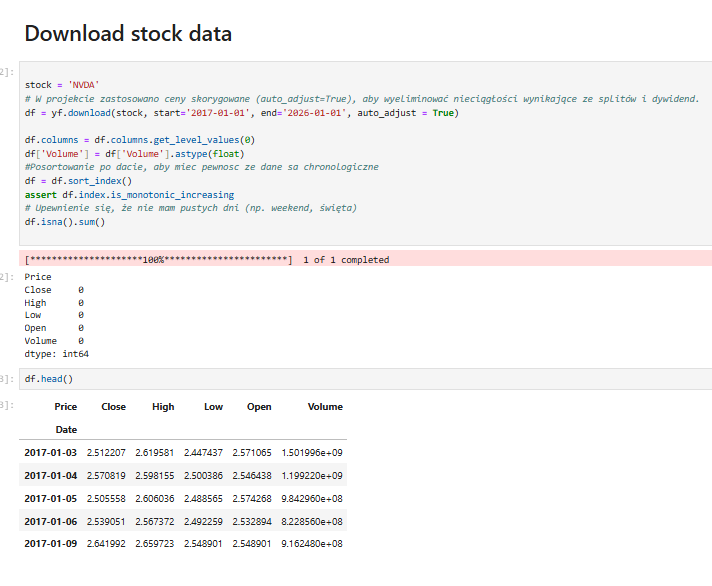 Download stock data
2]:
stock = 'NVDA'
# W projekcie zastosowano ceny skorygowane (auto_adjust=True), aby wyeliminować nieciągłości wynikające ze splitów i dywidend.
df = yf.download(stock, start='2017-01-01', end='2026-01-01', auto_adjust = True)
df.columns = df.columns.get_level_values(0)
df['Volume'] = df['Volume'].astype(float)
#Posortowanie po dacie, aby miec pewnosc ze dane sa chronologiczne
df = df.sort_index()
assert df.index.is_monotonic_increasing
# Upewnienie się, że nie mam pustych dni (np. weekend, święta)
df.isna().sum()
[*********************100%***********************]  1 of 1 completed
2]: Price
Close     0
High      0
Low       0
Open      0
Volume    0
dtype: int64
3]: df.head()
3]: Price Close High Low Open Volume
Date
2017-01-03 2.512207 2.619581 2.447437 2.571065 1.501996e+09
2017-01-04 2.570819 2.598155 2.500386 2.546438 1.199220e+09
2017-01-05 2.505558 2.606036 2.488565 2.574268 9.842960e+08
2017-01-06 2.539051 2.567372 2.492259 2.532894 8.228560e+08
2017-01-09 2.641992 2.659723 2.548901 2.548901 9.162480e+08